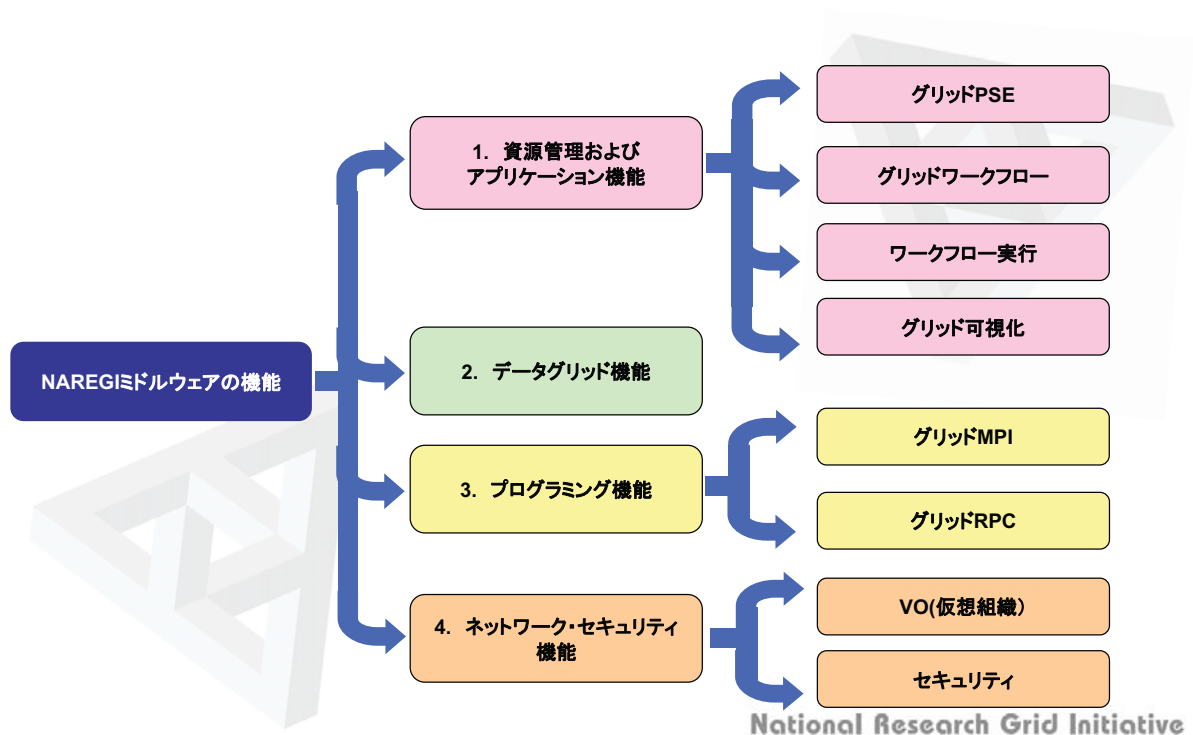 NAREGIミドルウェアの機能
1. 資源管理および
アプリケーション機能
グリッドPSE
グリッドワークフロー
ワークフロー実行
グリッド可視化
2. データグリッド機能
3. プログラミング機能
グリッドMPI
グリッドRPC
4. ネットワーク・セキュリティ
機能
VO(仮想組織）
セキュリティ
National Research Grid Initiative